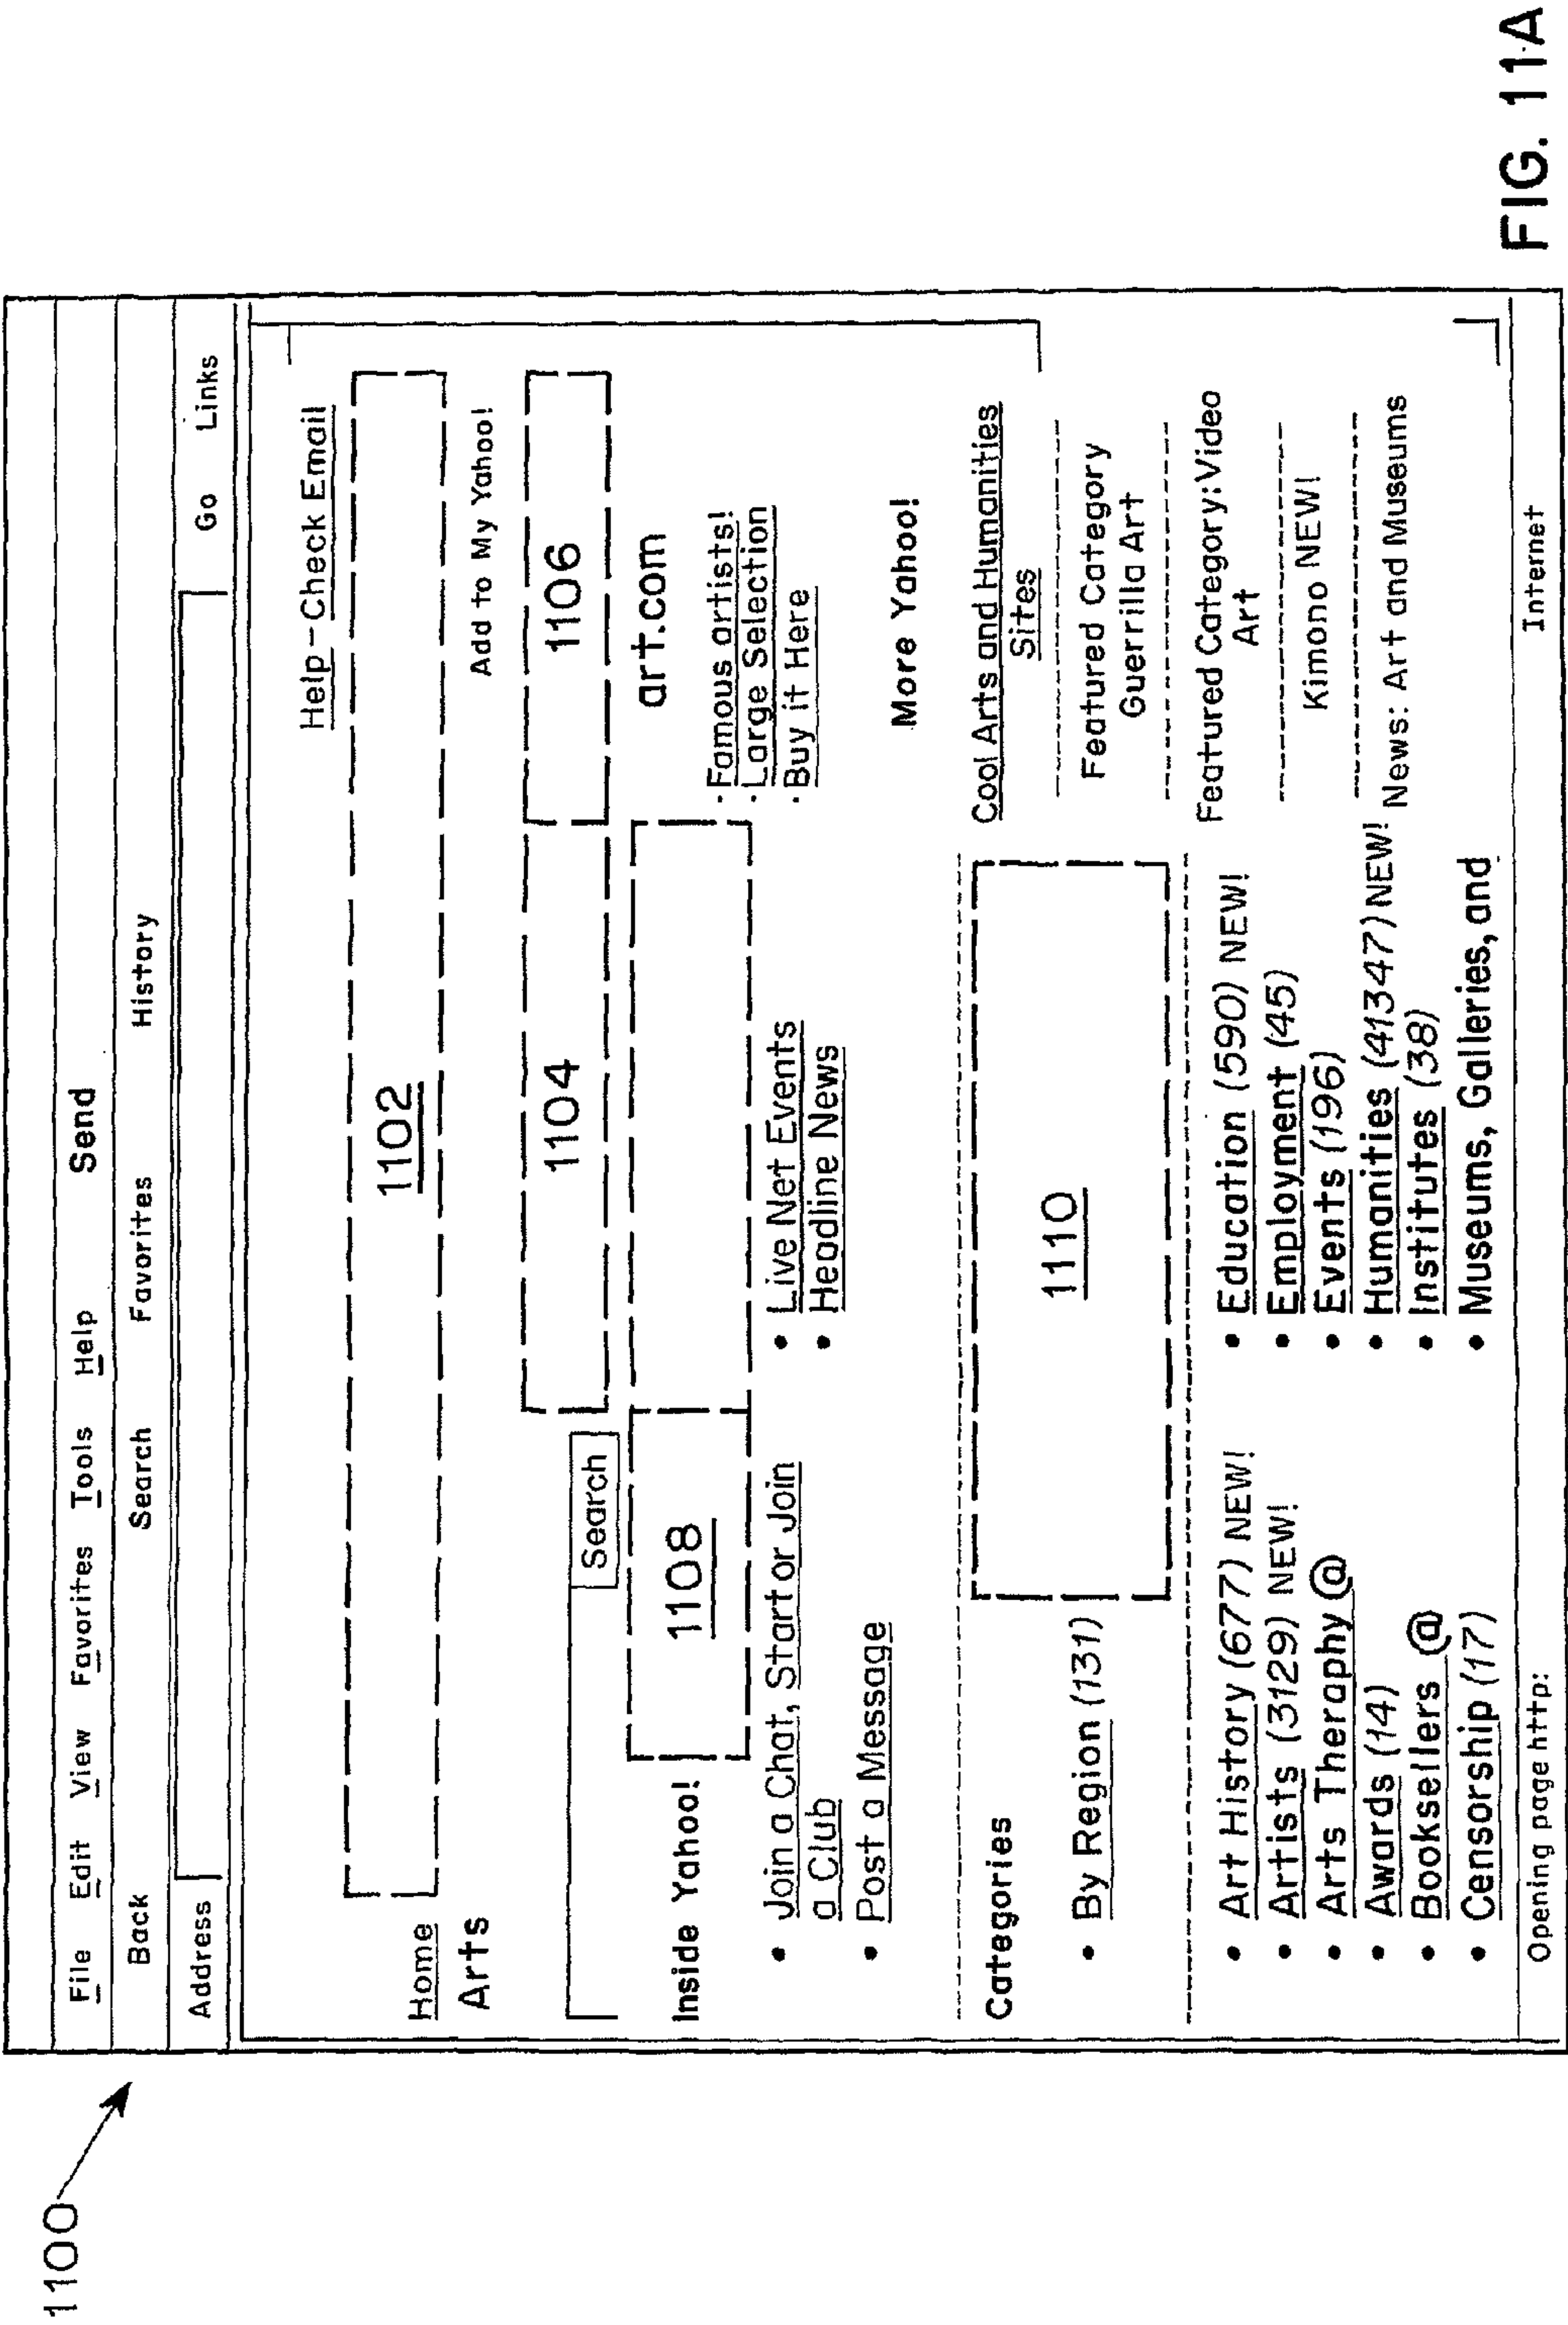 1100
File Edit View Favorites Tools Help Send
Back Search Favorites History
Address Go Links
Help-Check Email
1102
Home
Arts
Add to My Yahoo!
Search
1104
1106
Inside Yahoo!
1108
art.com
• Join a Chat, Start or Join
a Club
• Post a Message
• Live Net Events
• Headline News
· Famous artists!
· Large Selection
· Buy it Here
More Yahoo!
Categories
• By Region (131)
1110
Cool Arts and Humanities
Sites
Featured Category
Guerrilla Art
Featured Category: Video
Art
Kimono NEW!
News: Art and Museums
• Art History (677) NEW!
• Artists (3129) NEW!
• Arts Theraphy @
• Awards (14)
• Booksellers @
• Censorship (17)
• Education (590) NEW!
• Employment (45)
• Events (196)
• Humanities (41347) NEW!
• Institutes (38)
• Museums, Galleries, and
Opening page http: Internet
FIG. 11A